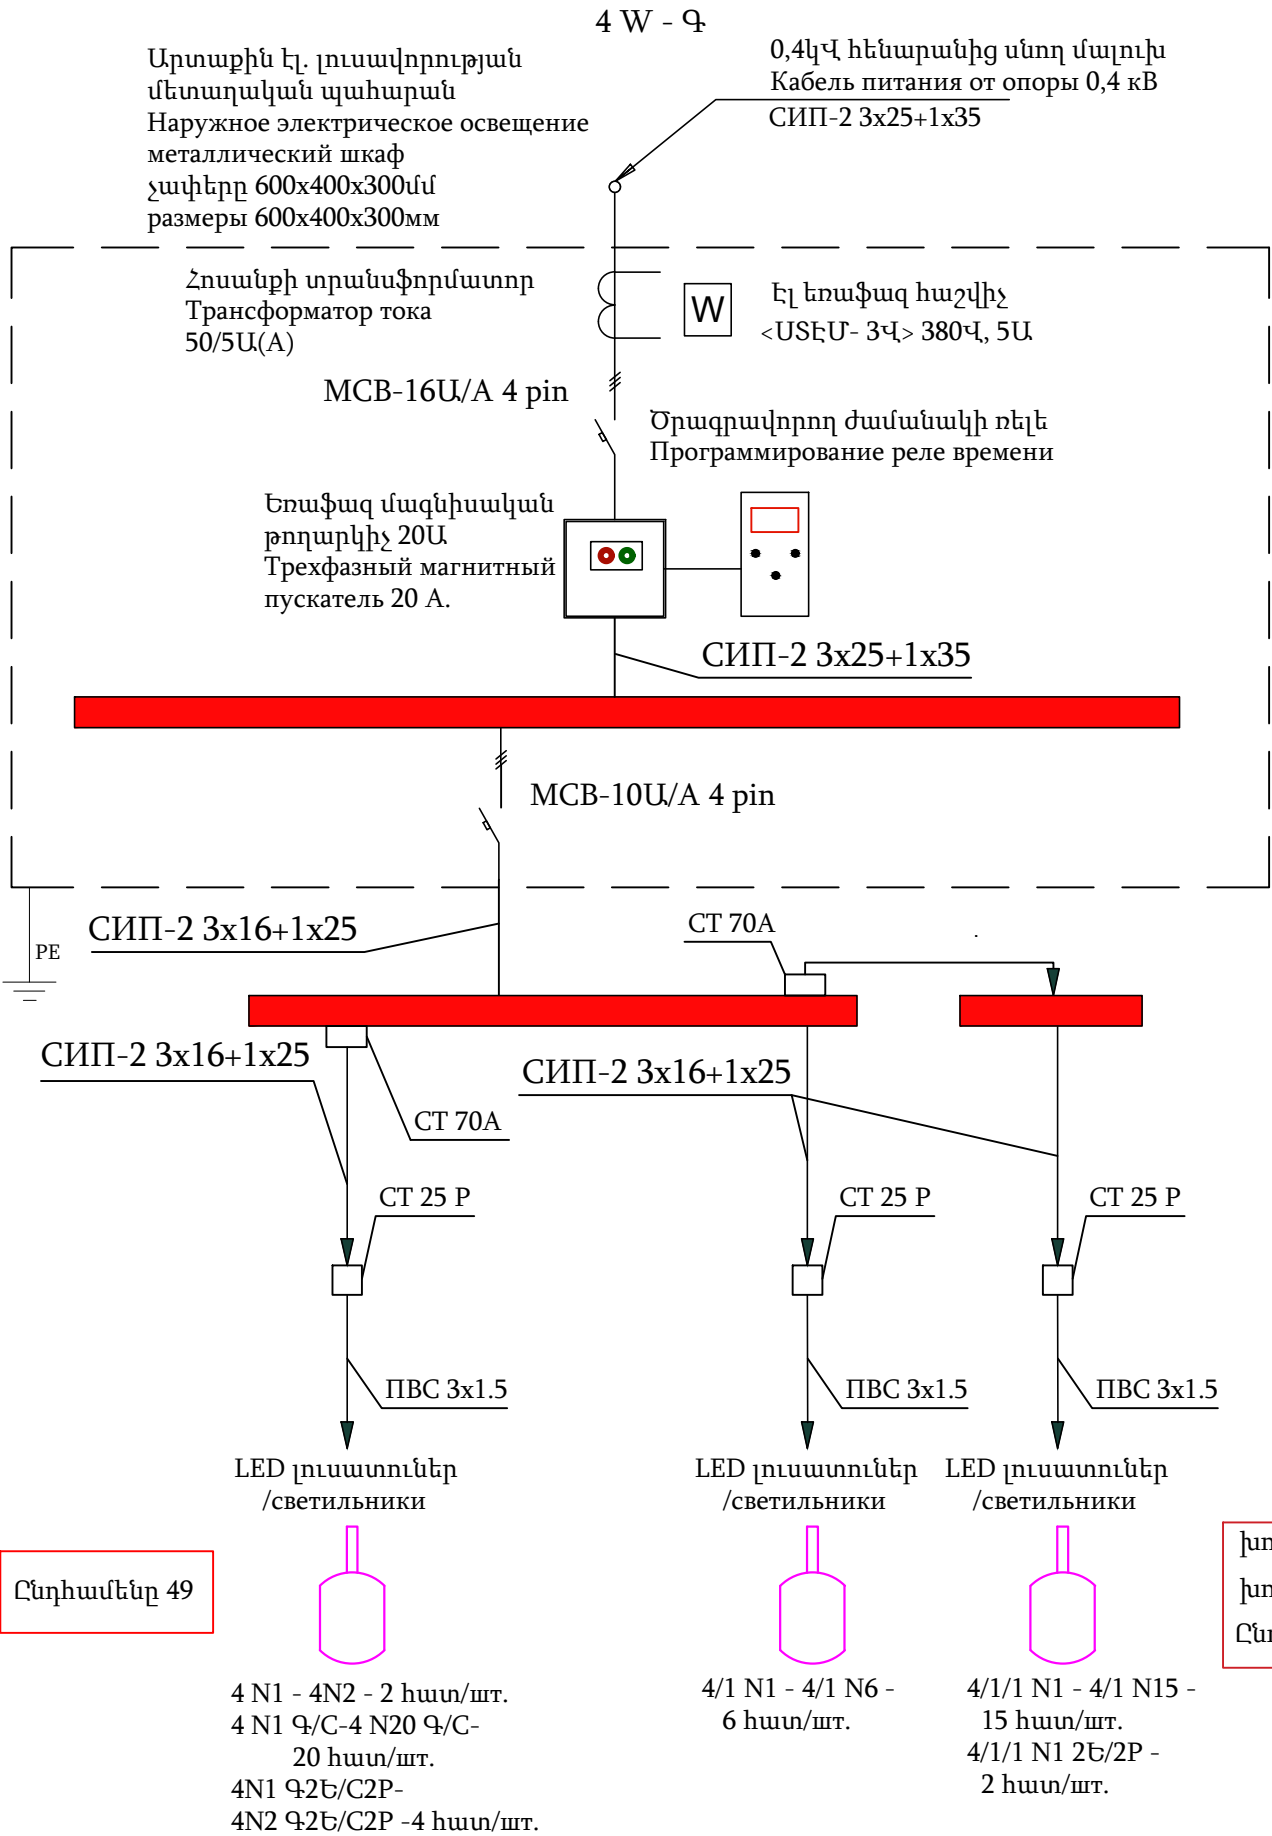 4 W - Գ
Արտաքին էլ. լուսավորության
մետաղական պահարան
Наружное электрическое освещение
металлический шкаф
չափերը 600x400x300մմ
размеры 600x400x300мм
0,4կՎ հենարանից սնող մալուխ
Кабель питания от опоры 0,4 кВ
СИП-2 3x25+1x35
Հոսանքի տրանսֆորմատոր
Трансформатор тока
50/5Ա(А)
W
Էլ եռաֆազ հաշվիչ
<ՍՏԷՄ- 3Վ> 380Վ, 5Ա
MCB-16Ա/A 4 pin
Ծրագրավորող ժամանակի ռելե
Программирование реле времени
Եռաֆազ մագնիսական
թողարկիչ 20Ա
Трехфазный магнитный
пускатель 20 А.
СИП-2 3x25+1x35
MCB-10Ա/A 4 pin
PE
СИП-2 3x16+1x25
CT 70A
СИП-2 3x16+1x25
CT 70A
СИП-2 3x16+1x25
CT 25 P
CT 25 P
CT 25 P
ПВС 3x1.5
ПВС 3x1.5
ПВС 3x1.5
LED լուսատուներ
/светильники
LED լուսատուներ
/светильники
LED լուսատուներ
/светильники
Ընդհամենը 49
4 N1 - 4N2 - 2 հատ/шт.
4 N1 Գ/С-4 N20 Գ/С-
20 հատ/шт.
4N1 Գ2Ե/С2Р-
4N2 Գ2Ե/С2Р -4 հատ/шт.
4/1 N1 - 4/1 N6 -
6 հատ/шт.
4/1/1 N1 - 4/1 N15 -
15 հատ/шт.
4/1/1 N1 2Ե/2Р -
2 հատ/шт.